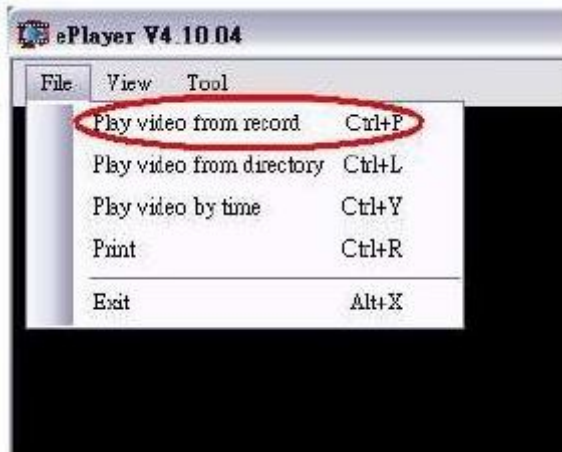 ePlayer V4.10.04
File View Tool
Play video from record Ctrl+P
Play video from directory Ctrl+L
Play video by time Ctrl+Y
Print Ctrl+R
Exit Alt+X